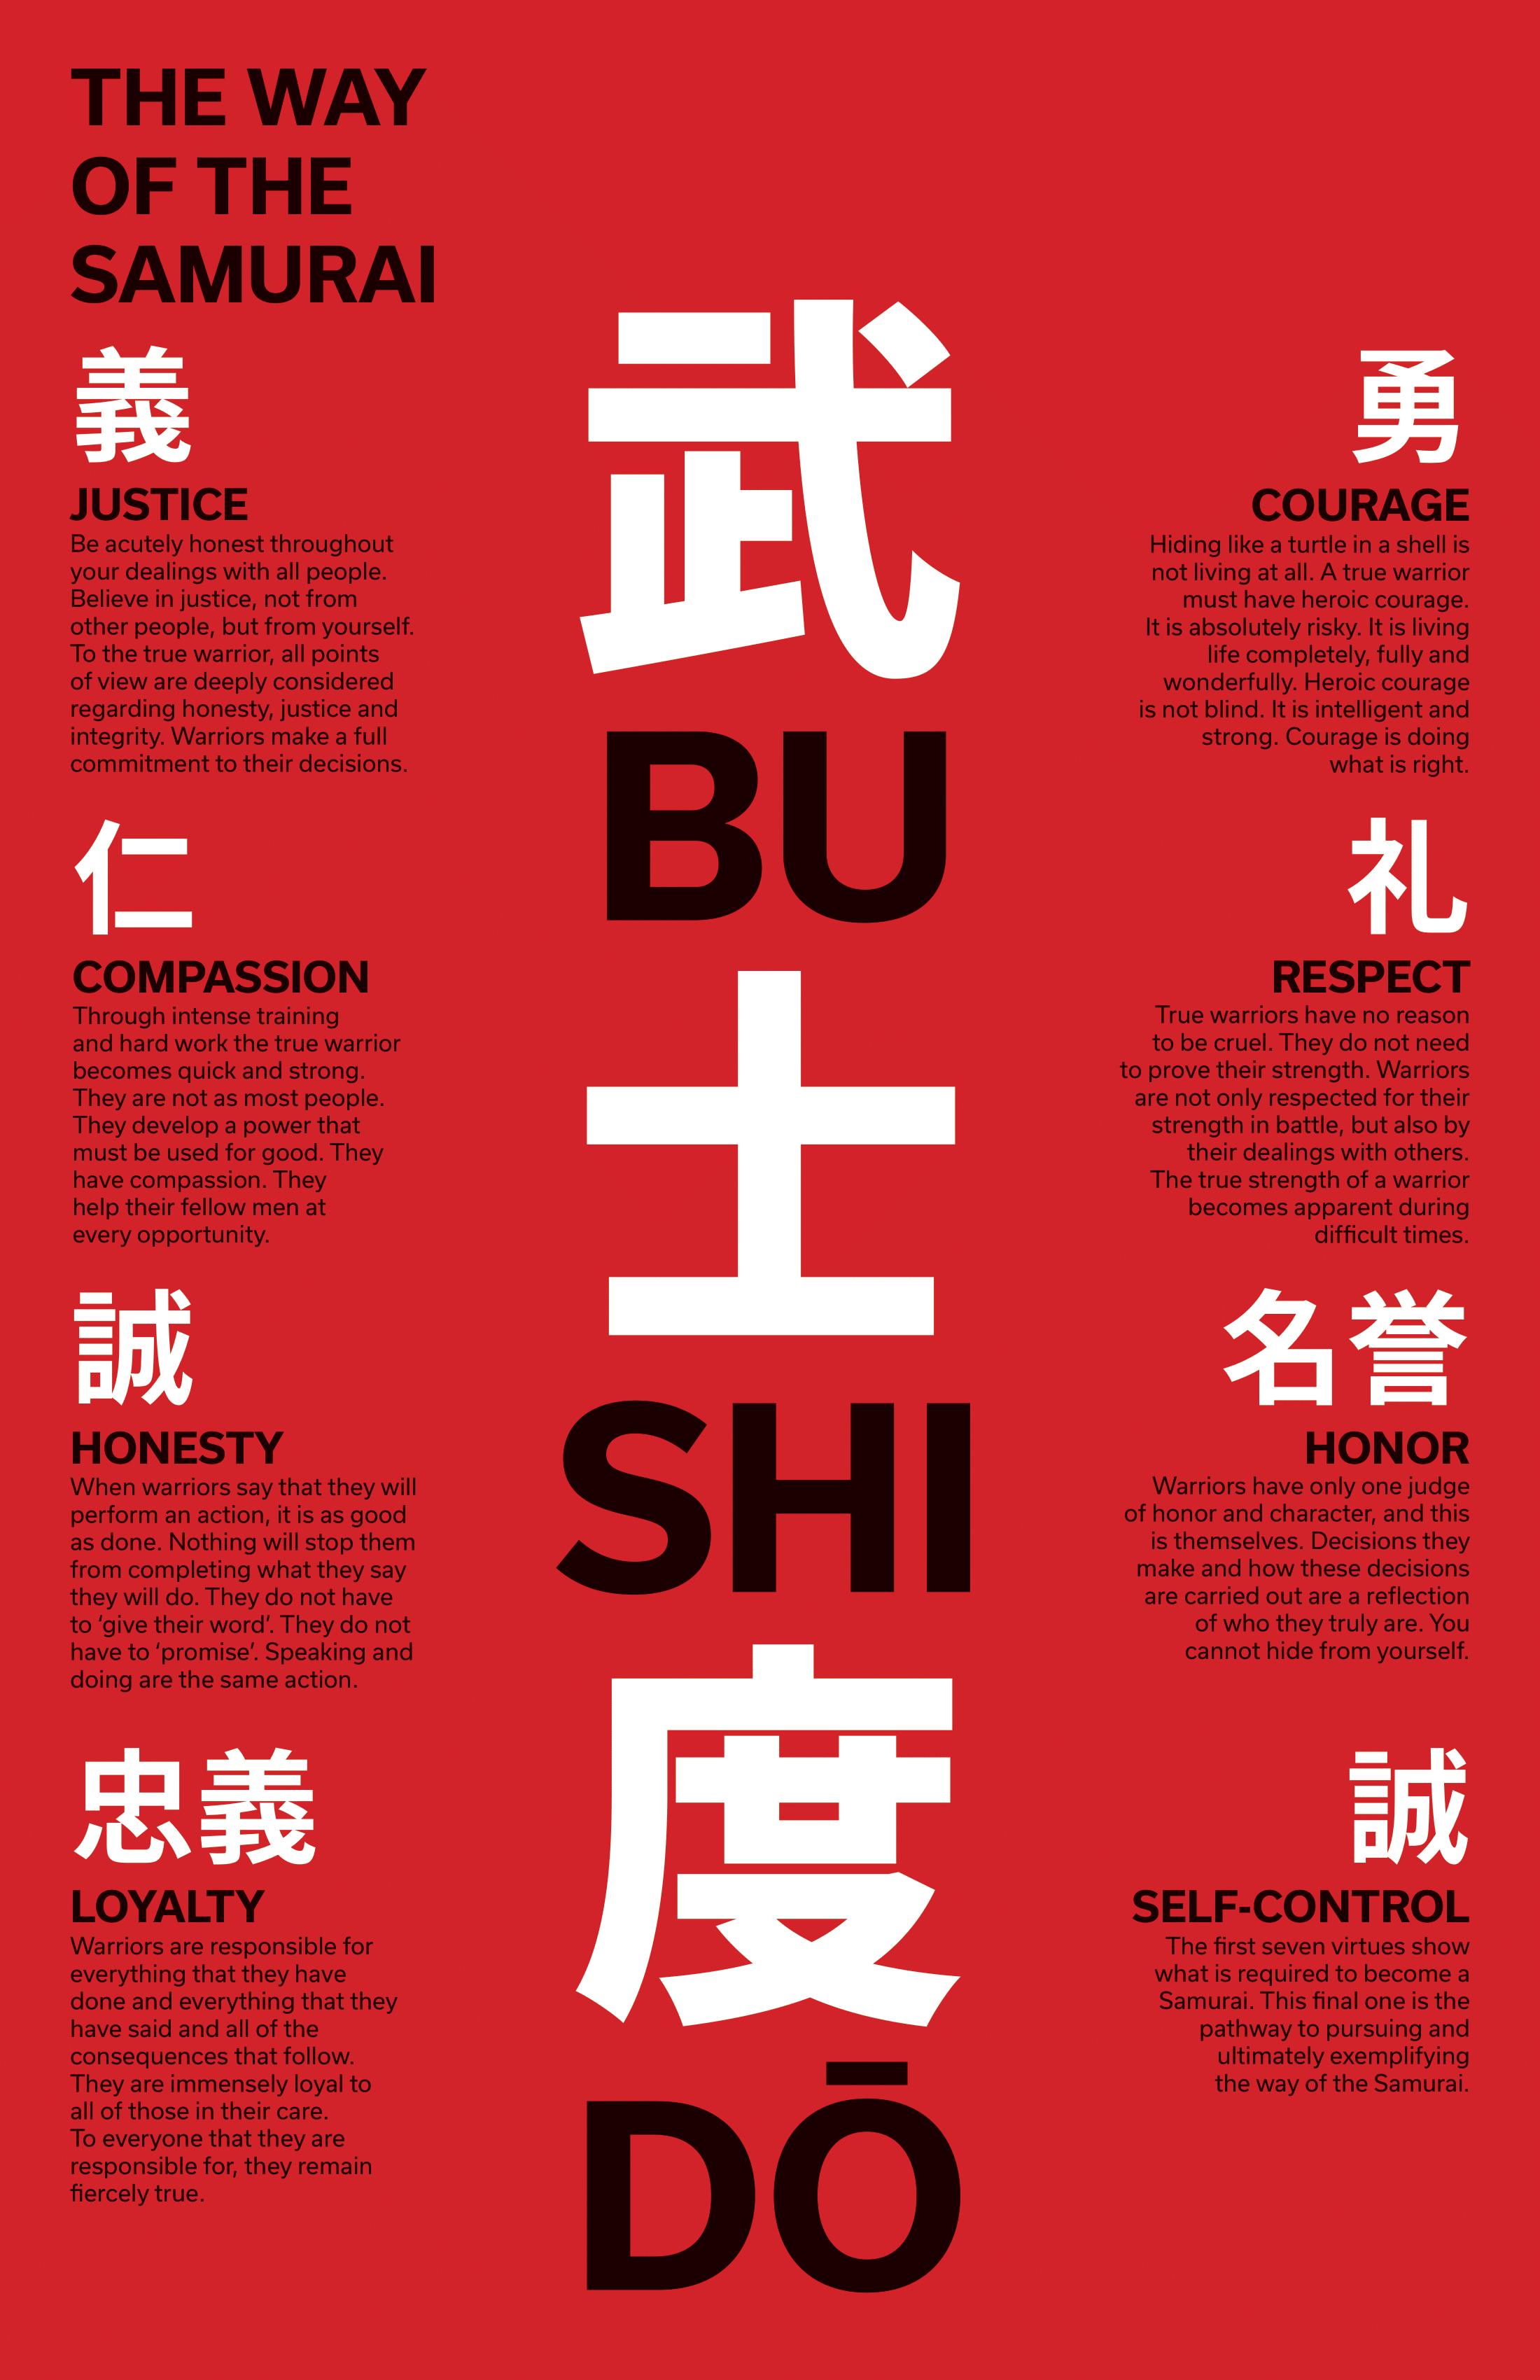 THE WAY
OF THE
SAMURAI
義
JUSTICE
Be acutely honest throughout
your dealings with all people.
Believe in justice, not from
other people, but from yourself.
To the true warrior, all points
of view are deeply considered
regarding honesty, justice and
integrity. Warriors make a full
commitment to their decisions.
仁
COMPASSION
Through intense training
and hard work the true warrior
becomes quick and strong.
They are not as most people.
They develop a power that
must be used for good. They
have compassion. They
help their fellow men at
every opportunity.
誠
HONESTY
When warriors say that they will
perform an action, it is as good
as done. Nothing will stop them
from completing what they say
they will do. They do not have
to ‘give their word’. They do not
have to ‘promise’. Speaking and
doing are the same action.
忠義
LOYALTY
Warriors are responsible for
everything that they have
done and everything that they
have said and all of the
consequences that follow.
They are immensely loyal to
all of those in their care.
To everyone that they are
responsible for, they remain
fiercely true.
武
BU
士
SHI
度
DŌ
勇
COURAGE
Hiding like a turtle in a shell is
not living at all. A true warrior
must have heroic courage.
It is absolutely risky. It is living
life completely, fully and
wonderfully. Heroic courage
is not blind. It is intelligent and
strong. Courage is doing
what is right.
礼
RESPECT
True warriors have no reason
to be cruel. They do not need
to prove their strength. Warriors
are not only respected for their
strength in battle, but also by
their dealings with others.
The true strength of a warrior
becomes apparent during
difficult times.
名誉
HONOR
Warriors have only one judge
of honor and character, and this
is themselves. Decisions they
make and how these decisions
are carried out are a reflection
of who they truly are. You
cannot hide from yourself.
誠
SELF-CONTROL
The first seven virtues show
what is required to become a
Samurai. This final one is the
pathway to pursuing and
ultimately exemplifying
the way of the Samurai.